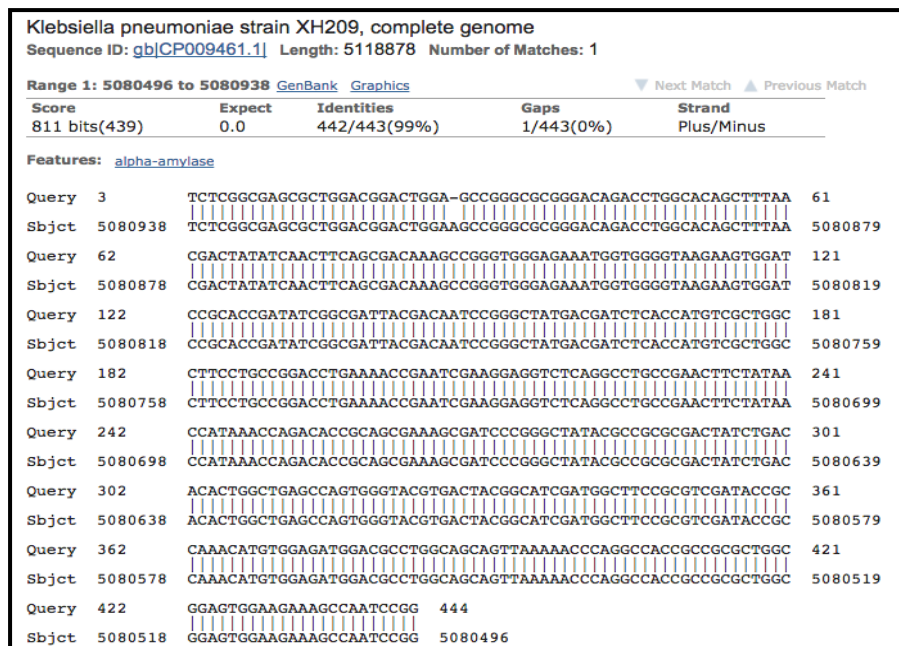 Klebsiella pneumoniae strain XH209, complete genome
Sequence ID: gb|CP009461.1| Length: 5118878 Number of Matches: 1
Range 1: 5080496 to 5080938 GenBank Graphics Next Match Previous Match
Score Expect Identities Gaps Strand
811 bits(439) 0.0 442/443(99%) 1/443(0%) Plus/Minus
Features: alpha-amylase
Query 3 TCTCGGCGAGCGCTGGACGGACTGGA-GCCGGGCGCGGGACAGACCTGGCACAGCTTTAA 61
Sbjct 5080938 TCTCGGCGAGCGCTGGACGGACTGGAAGCCGGGCGCGGGACAGACCTGGCACAGCTTTAA 5080879
Query 62 CGACTATATCAACTTCAGCGACAAAGCCGGGTGGGAGAAATGGTGGGGTAAGAAGTGGAT 121
Sbjct 5080878 CGACTATATCAACTTCAGCGACAAAGCCGGGTGGGAGAAATGGTGGGGTAAGAAGTGGAT 5080819
Query 122 CCGCACCGATATCGGCGATTACGACAATCCGGGCTATGACGATCTCACCATGTCGCTGGC 181
Sbjct 5080818 CCGCACCGATATCGGCGATTACGACAATCCGGGCTATGACGATCTCACCATGTCGCTGGC 5080759
Query 182 CTTCCTGCCGGACCTGAAAACCGAATCGAAGGAGGTCTCAGGCCTGCCGAACTTCTATAA 241
Sbjct 5080758 CTTCCTGCCGGACCTGAAAACCGAATCGAAGGAGGTCTCAGGCCTGCCGAACTTCTATAA 5080699
Query 242 CCATAAACCAGACACCGCAGCGAAAGCGATCCCGGGCTATACGCCGCGCGACTATCTGAC 301
Sbjct 5080698 CCATAAACCAGACACCGCAGCGAAAGCGATCCCGGGCTATACGCCGCGCGACTATCTGAC 5080639
Query 302 ACACTGGCTGAGCCAGTGGGTACGTGACTACGGCATCGATGGCTTCCGCGTCGATACCGC 361
Sbjct 5080638 ACACTGGCTGAGCCAGTGGGTACGTGACTACGGCATCGATGGCTTCCGCGTCGATACCGC 5080579
Query 362 CAAACATGTGGAGATGGACGCCTGGCAGCAGTTAAAAACCCAGGCCACCGCCGCGCTGGC 421
Sbjct 5080578 CAAACATGTGGAGATGGACGCCTGGCAGCAGTTAAAAACCCAGGCCACCGCCGCGCTGGC 5080519
Query 422 GGAGTGGAAGAAAGCCAATCCGG 444
Sbjct 5080518 GGAGTGGAAGAAAGCCAATCCGG 5080496